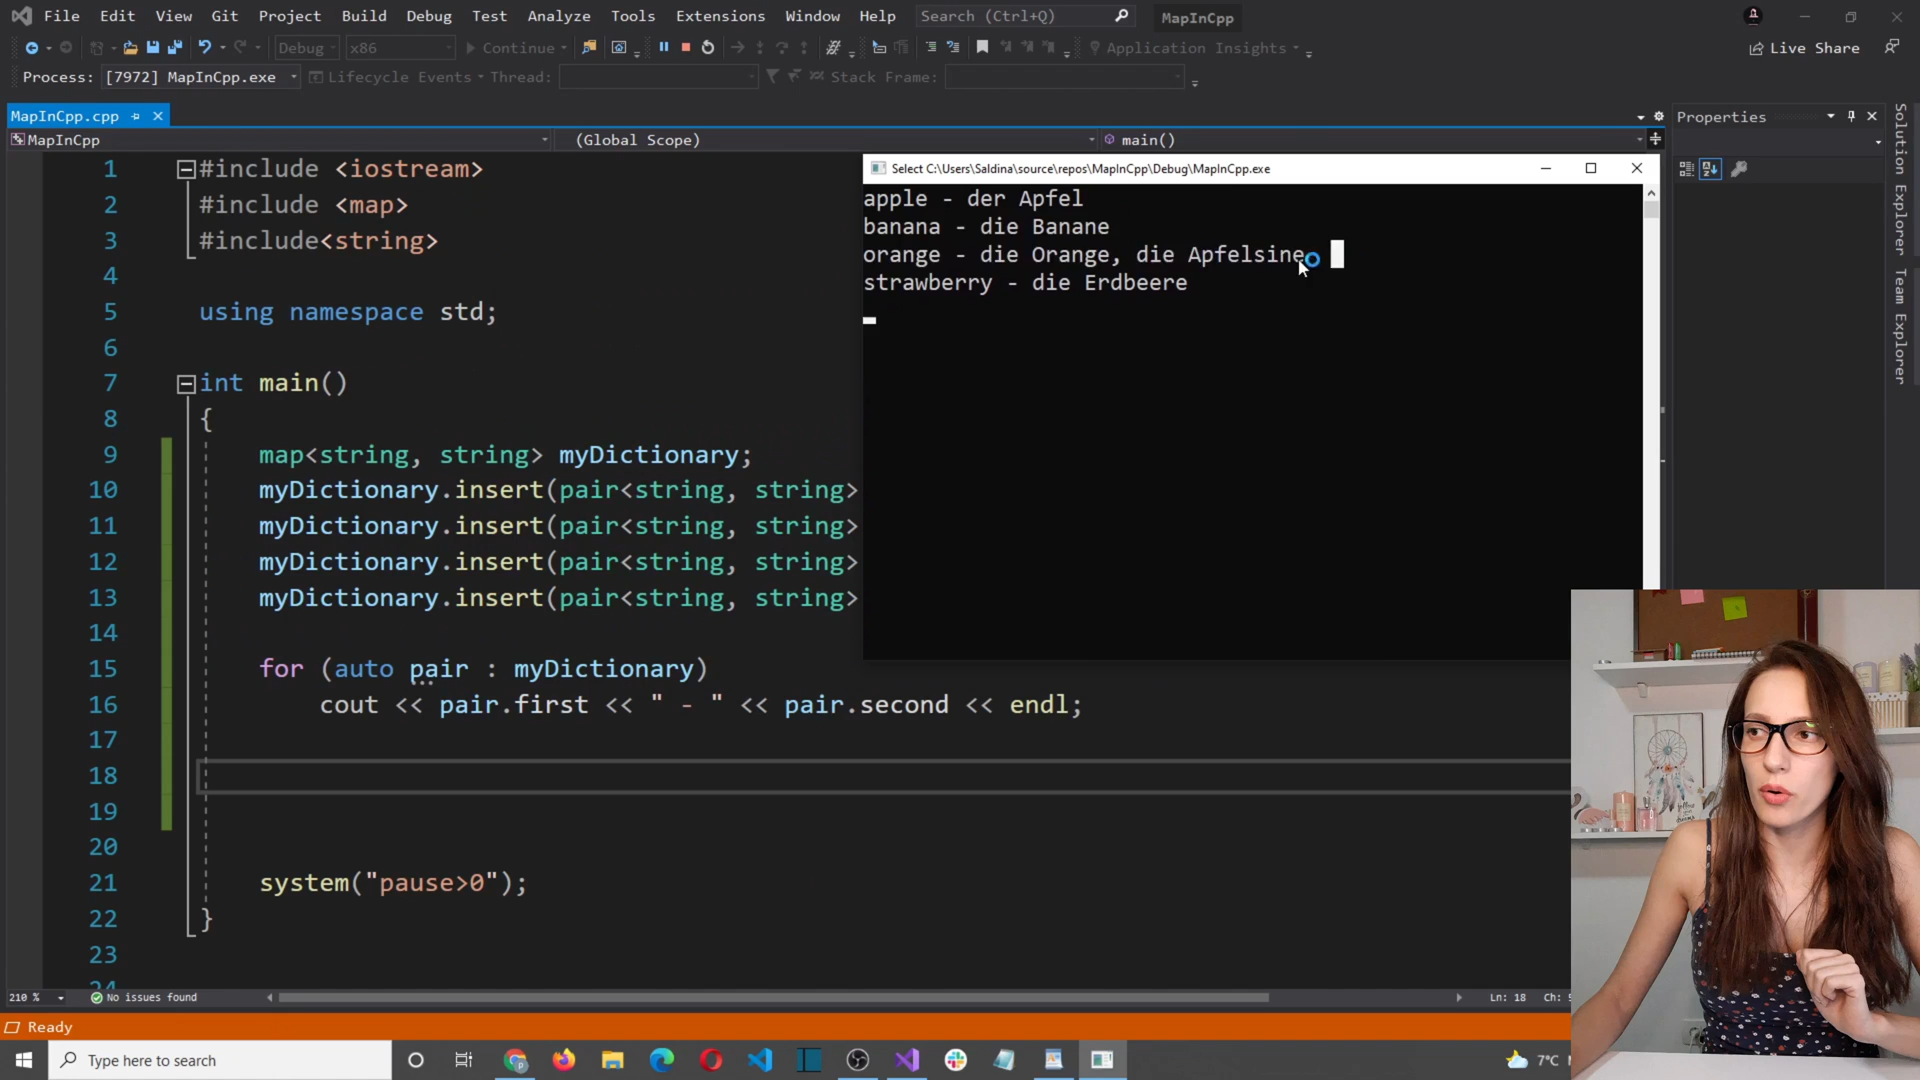 File Edit View Git Project Build Debug Test Analyze Tools Extensions Window Help Search (Ctrl+Q) MapInCpp
Debug x86 Continue Application Insights Live Share
Process: [7972] MapInCpp.exe Lifecycle Events Thread: Stack Frame:
MapInCpp.cpp
Properties
MapInCpp (Global Scope) main()
Solution Explorer
Team Explorer
1 #include <iostream>
2 #include <map>
3 #include<string>
4
5 using namespace std;
6
7 int main()
8 {
9 map<string, string> myDictionary;
10 myDictionary.insert(pair<string, string>
11 myDictionary.insert(pair<string, string>
12 myDictionary.insert(pair<string, string>
13 myDictionary.insert(pair<string, string>
14
15 for (auto pair : myDictionary)
16 cout << pair.first << " - " << pair.second << endl;
17
18
19
20
21 system("pause>0");
22 }
23
24
Select C:\Users\Saldina\source\repos\MapInCpp\Debug\MapInCpp.exe
apple - der Apfel
banana - die Banane
orange - die Orange, die Apfelsine
strawberry - die Erdbeere
210 % No issues found Ln: 18 Ch:
Ready
Type here to search
7°C